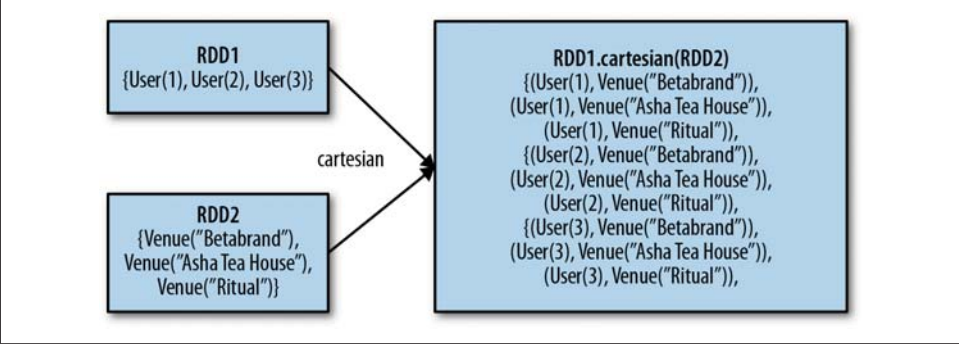 RDD1
{User(1), User(2), User(3)}
cartesian
RDD2
{Venue("Betabrand"),
Venue("Asha Tea House"),
Venue("Ritual")}
RDD1.cartesian(RDD2)
{(User(1), Venue("Betabrand")),
(User(1), Venue("Asha Tea House")),
(User(1), Venue("Ritual")),
{(User(2), Venue("Betabrand")),
(User(2), Venue("Asha Tea House")),
(User(2), Venue("Ritual")),
{(User(3), Venue("Betabrand")),
(User(3), Venue("Asha Tea House")),
(User(3), Venue("Ritual")),